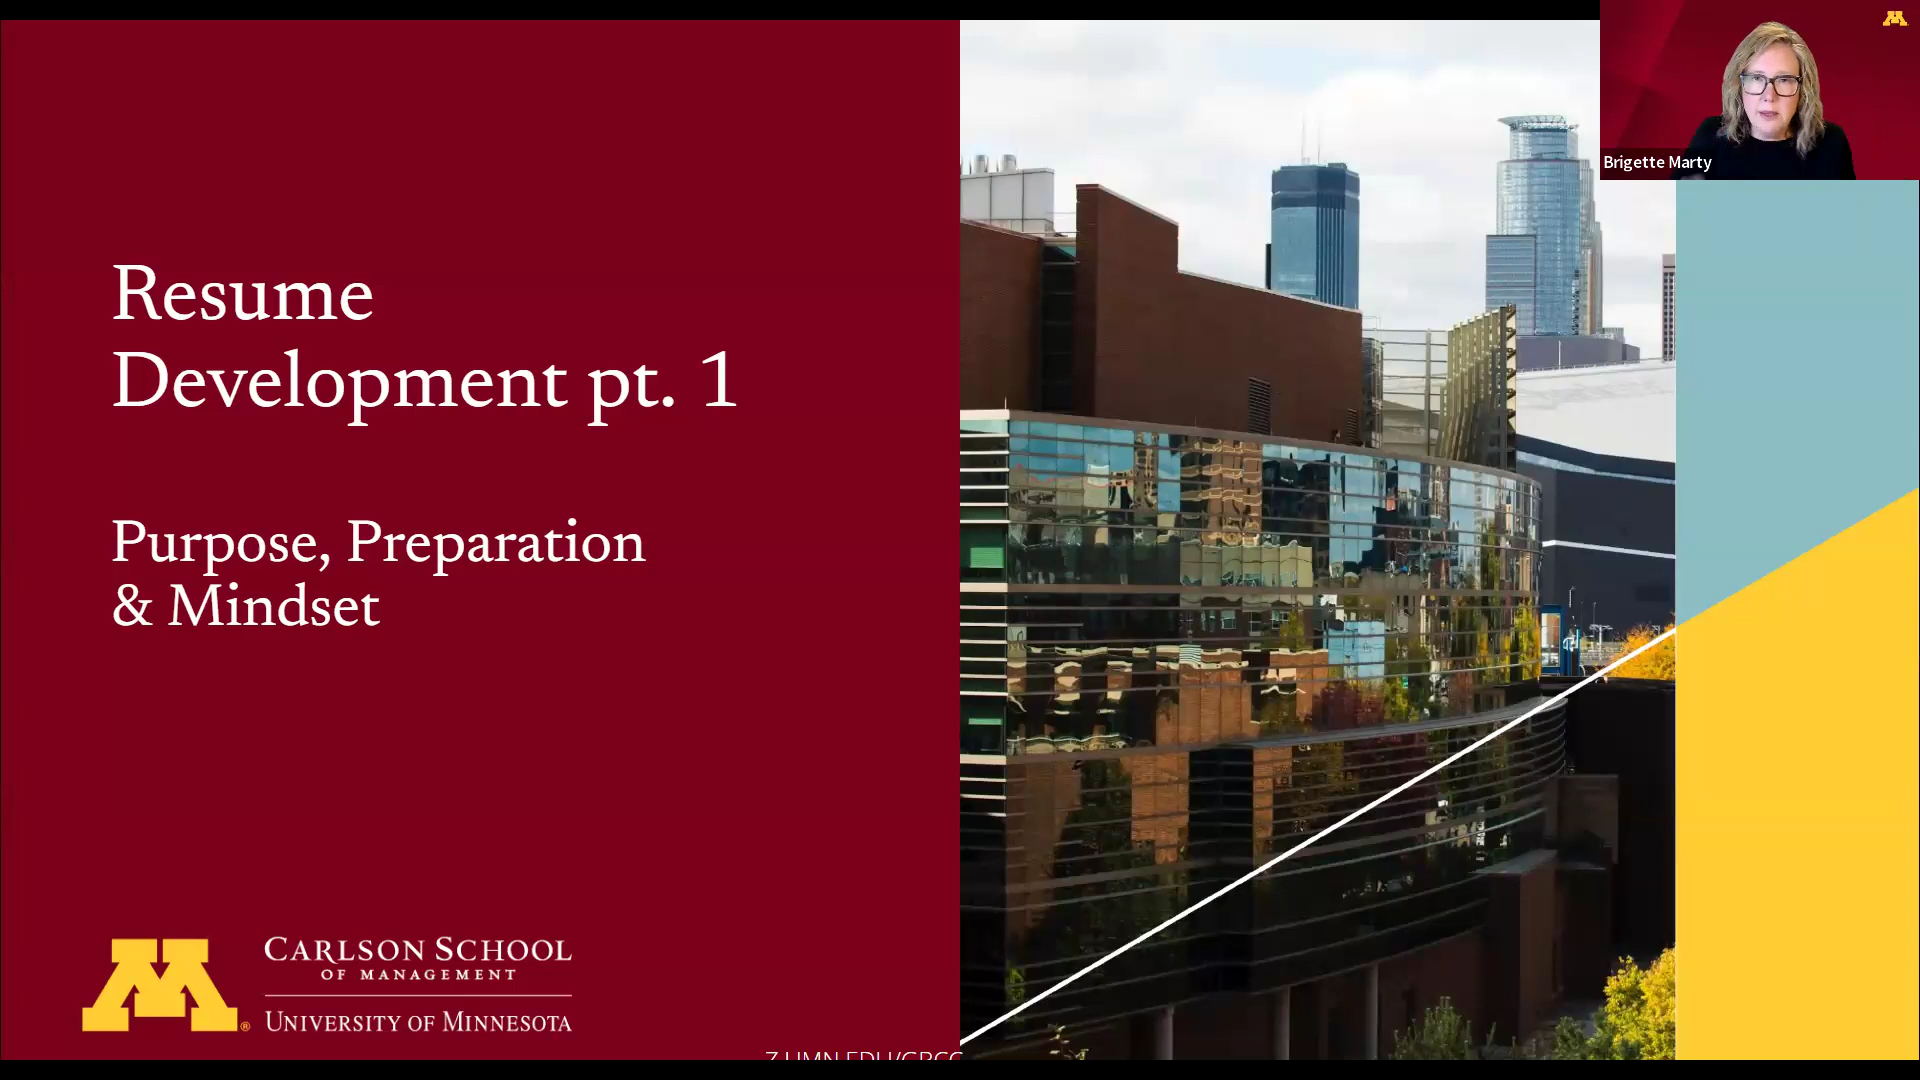 Resume
Development pt. 1
Purpose, Preparation
& Mindset
CARLSON SCHOOL
OF MANAGEMENT
UNIVERSITY OF MINNESOTA
Brigette Marty